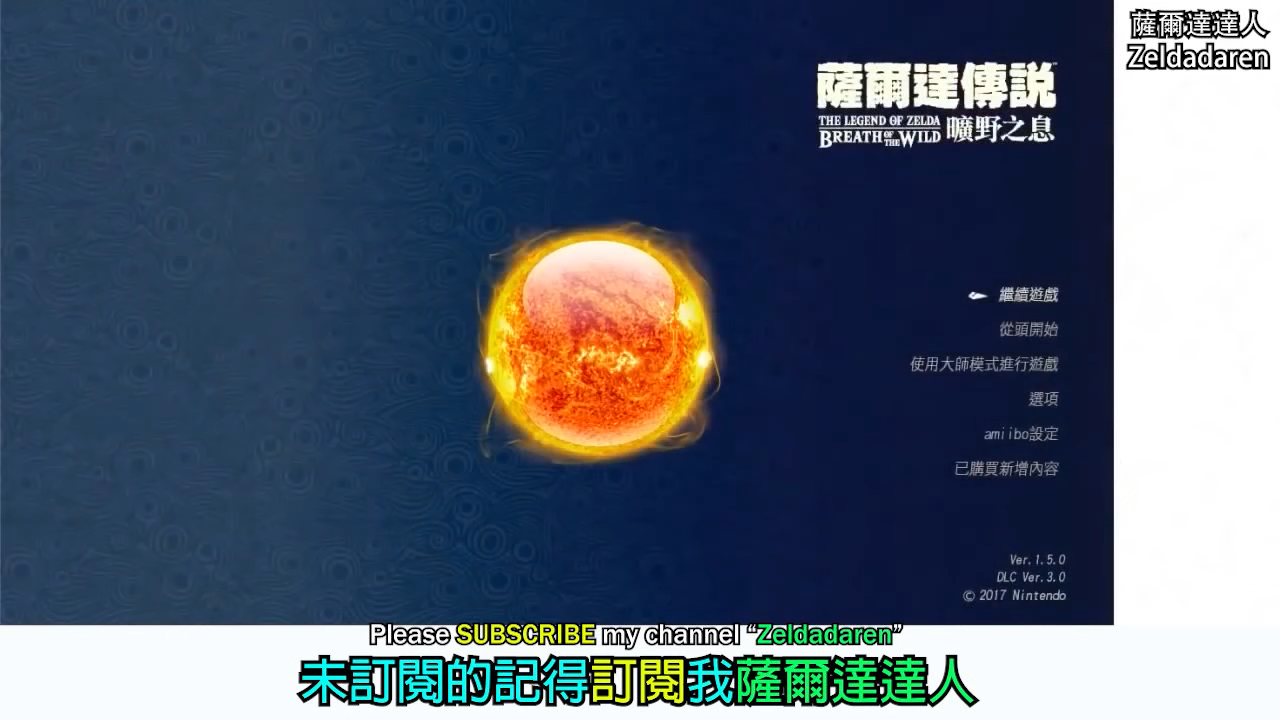 薩爾達達人
Zeldadaren
薩爾達傳説™
THE LEGEND OF ZELDA
BREATH OF THE WILD 曠野之息
繼續遊戲
從頭開始
使用大師模式進行遊戲
選項
amiibo設定
已購買新增內容
Ver.1.5.0
DLC Ver.3.0
© 2017 Nintendo
Please SUBSCRIBE my channel “Zeldadaren”
未訂閱的記得訂閱我薩爾達達人